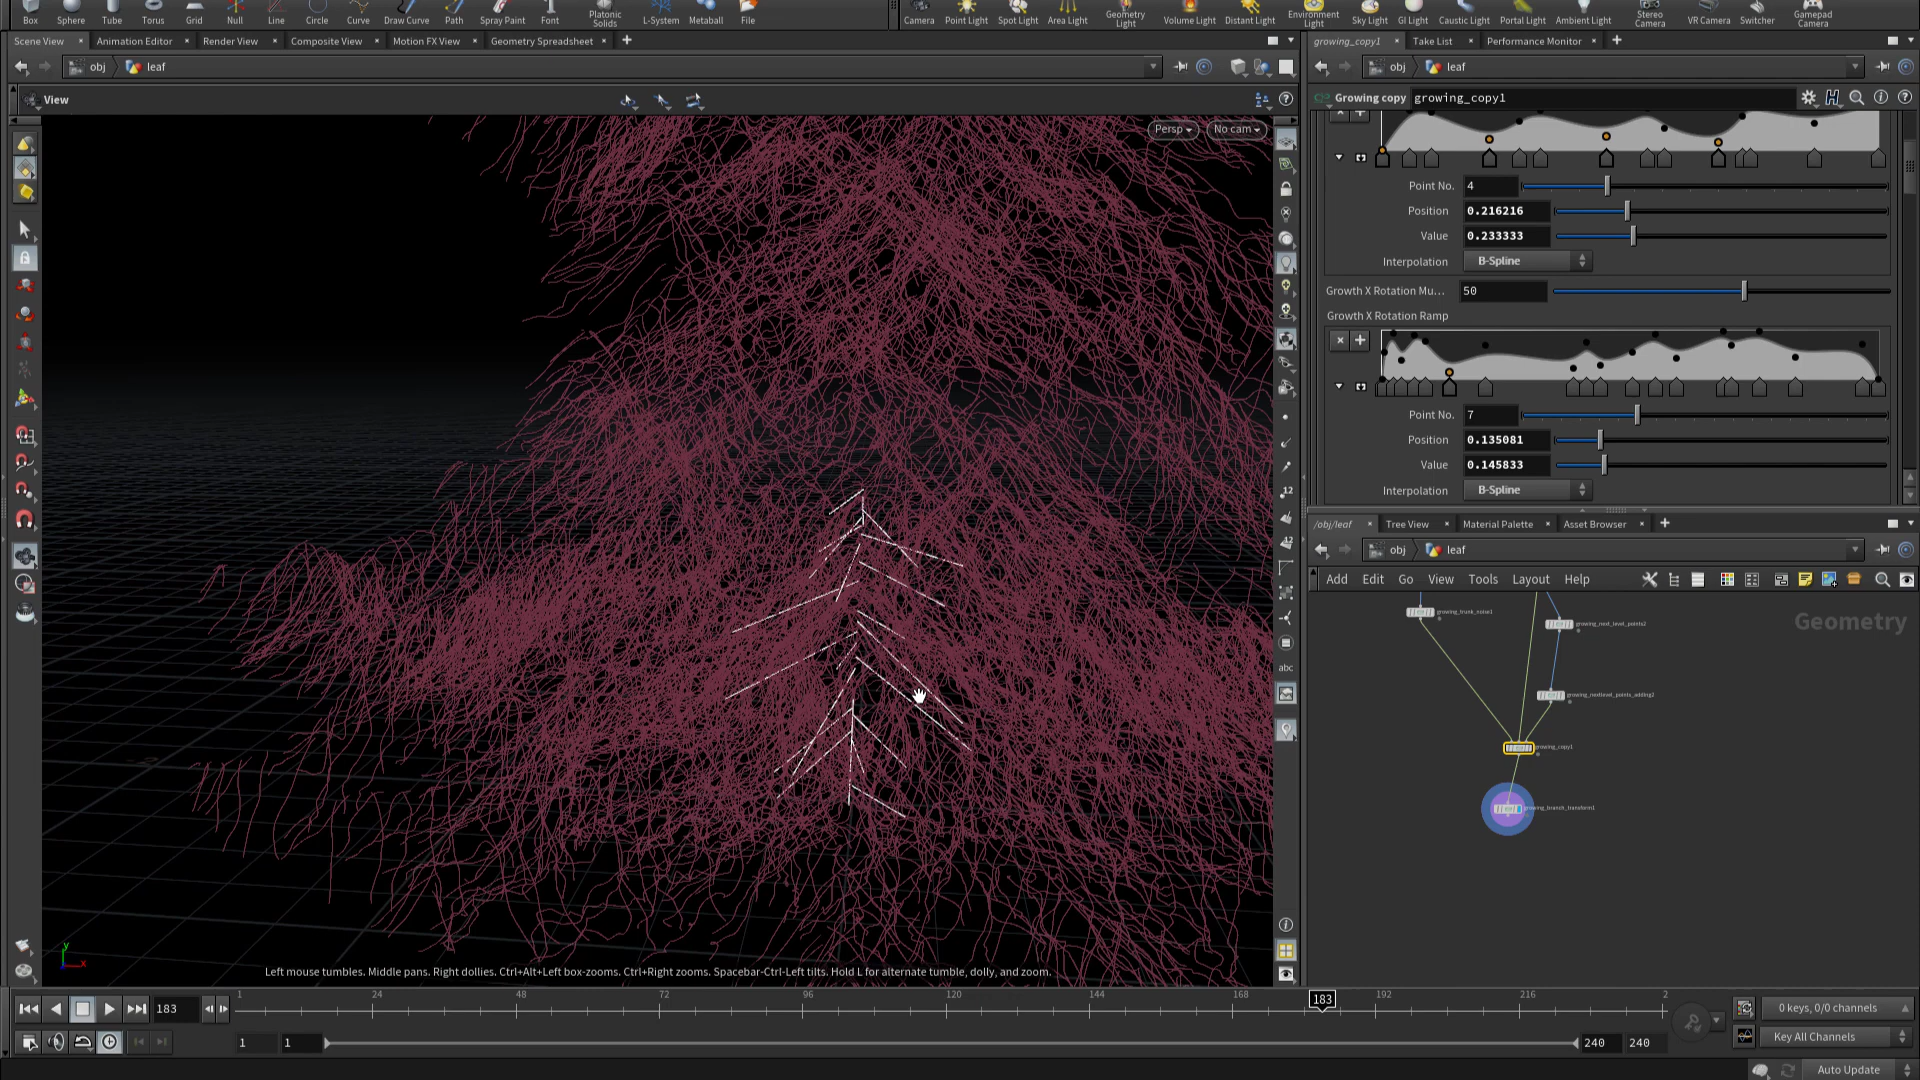 Box Sphere Tube Torus Grid Null Line Circle Curve Draw Curve Path Spray Paint Font Platonic Solids L-System Metaball File
Camera Point Light Spot Light Area Light Geometry Light Volume Light Distant Light Environment Light Sky Light GI Light Caustic Light Portal Light Ambient Light Stereo Camera VR Camera Switcher Gamepad Camera
Scene View Animation Editor Render View Composite View Motion FX View Geometry Spreadsheet
growing_copy1 Take List Performance Monitor
obj leaf
obj leaf
View
Growing copy growing_copy1
Persp No cam
Point No. 4
Position 0.216216
Value 0.233333
Interpolation B-Spline
Growth X Rotation Mu... 50
Growth X Rotation Ramp
Point No. 7
Position 0.135081
Value 0.145833
Interpolation B-Spline
/obj/leaf Tree View Material Palette Asset Browser
obj leaf
Add Edit Go View Tools Layout Help
Geometry
growing_trunk_noise1
growing_next_level_points2
growing_nextlevel_points_adding2
growing_copy1
growing_branch_transform1
12
12
abc
y
x
Left mouse tumbles. Middle pans. Right dollies. Ctrl+Alt+Left box-zooms. Ctrl+Right zooms. Spacebar-Ctrl-Left tilts. Hold L for alternate tumble, dolly, and zoom.
183 1 24 48 72 96 120 144 168 183 192 216 2
0 keys, 0/0 channels
1 1 240 240
Key All Channels
Auto Update